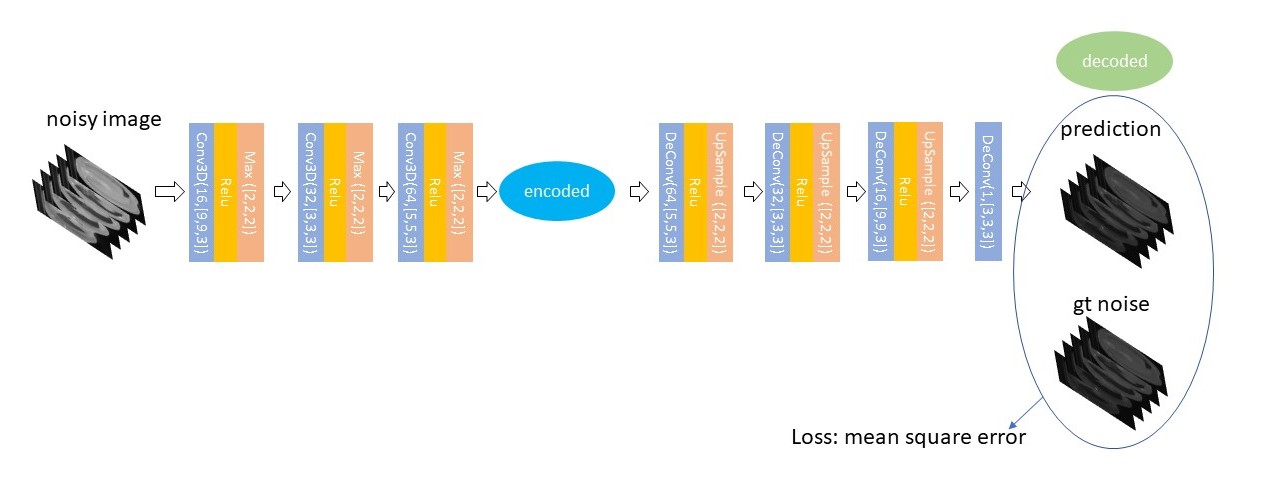 decoded
noisy image
prediction
Conv3D(16,[9,9,3])
Relu
Max ([2,2,2])
Conv3D(32,[3,3,3])
Relu
Max ([2,2,2])
Conv3D(64,[5,5,3])
Relu
Max ([2,2,2])
encoded
DeConv(64,[5,5,3])
Relu
UpSample ([2,2,2])
DeConv(32,[3,3,3])
Relu
UpSample ([2,2,2])
DeConv(16,[9,9,3])
Relu
UpSample ([2,2,2])
DeConv(1,[3,3,3])
gt noise
Loss: mean square error